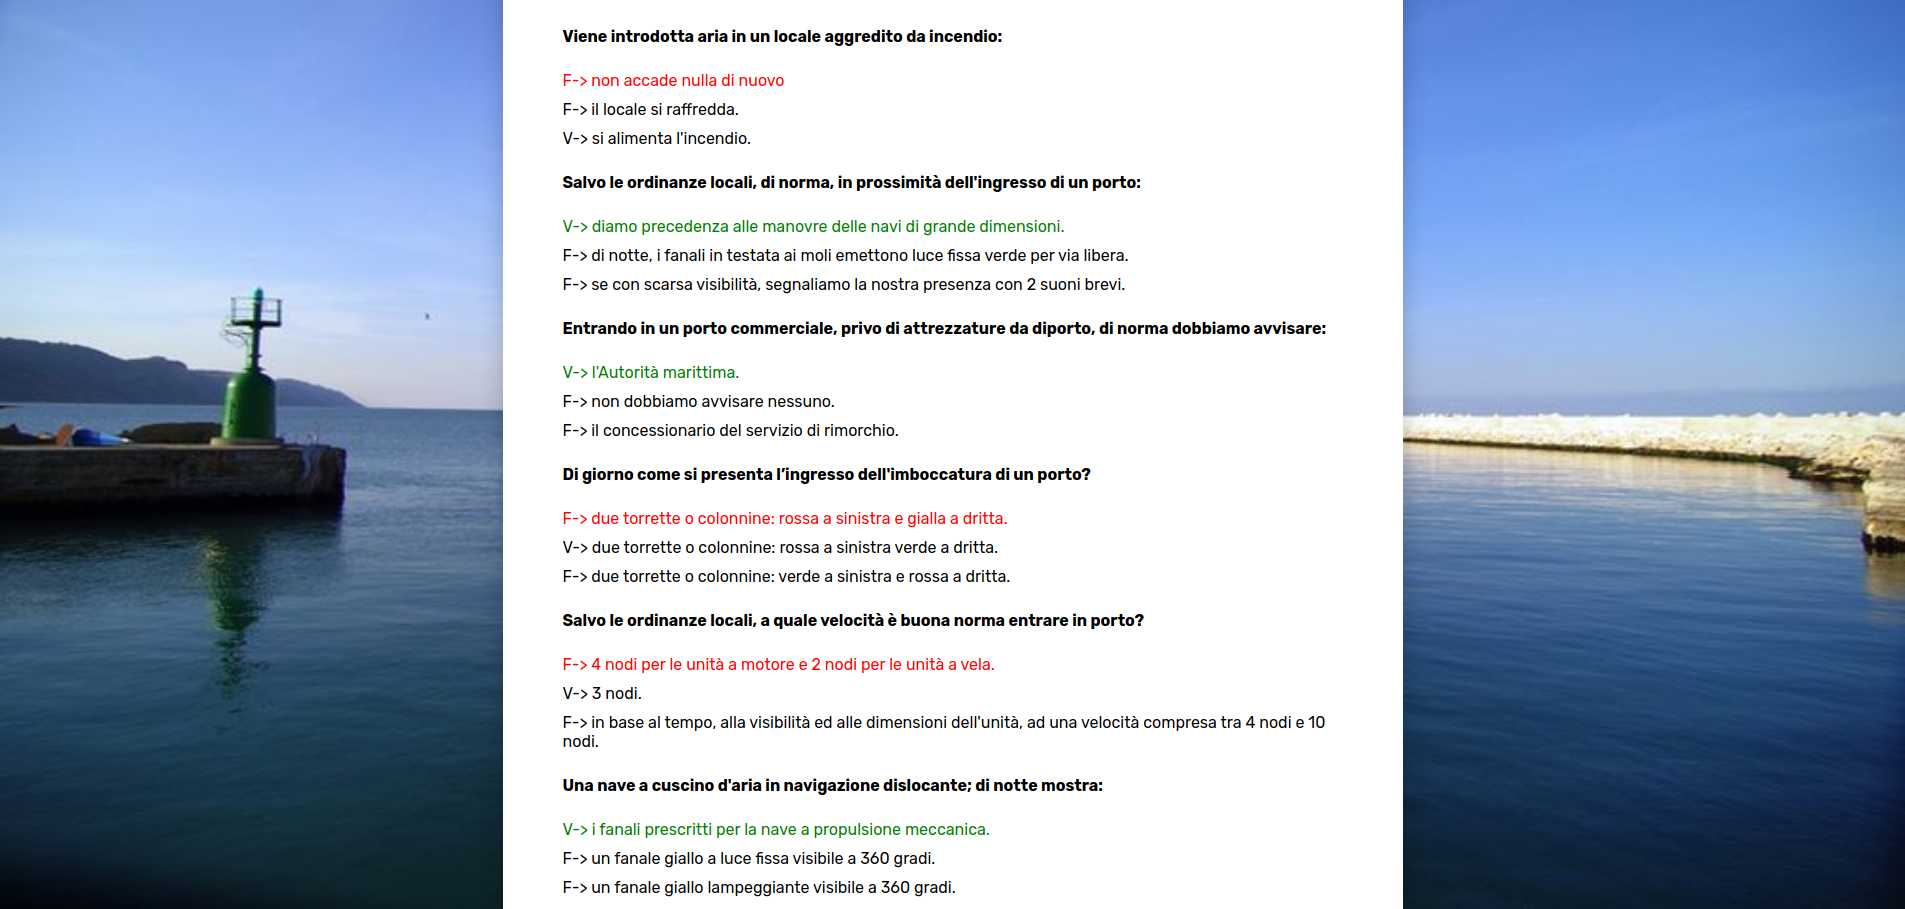 Viene introdotta aria in un locale aggredito da incendio:
F-> non accade nulla di nuovo
F-> il locale si raffredda.
V-> si alimenta l'incendio.
Salvo le ordinanze locali, di norma, in prossimità dell'ingresso di un porto:
V-> diamo precedenza alle manovre delle navi di grande dimensioni.
F-> di notte, i fanali in testata ai moli emettono luce fissa verde per via libera.
F-> se con scarsa visibilità, segnaliamo la nostra presenza con 2 suoni brevi.
Entrando in un porto commerciale, privo di attrezzature da diporto, di norma dobbiamo avvisare:
V-> l'Autorità marittima.
F-> non dobbiamo avvisare nessuno.
F-> il concessionario del servizio di rimorchio.
Di giorno come si presenta l’ingresso dell'imboccatura di un porto?
F-> due torrette o colonnine: rossa a sinistra e gialla a dritta.
V-> due torrette o colonnine: rossa a sinistra verde a dritta.
F-> due torrette o colonnine: verde a sinistra e rossa a dritta.
Salvo le ordinanze locali, a quale velocità è buona norma entrare in porto?
F-> 4 nodi per le unità a motore e 2 nodi per le unità a vela.
V-> 3 nodi.
F-> in base al tempo, alla visibilità ed alle dimensioni dell'unità, ad una velocità compresa tra 4 nodi e 10
nodi.
Una nave a cuscino d'aria in navigazione dislocante; di notte mostra:
V-> i fanali prescritti per la nave a propulsione meccanica.
F-> un fanale giallo a luce fissa visibile a 360 gradi.
F-> un fanale giallo lampeggiante visibile a 360 gradi.